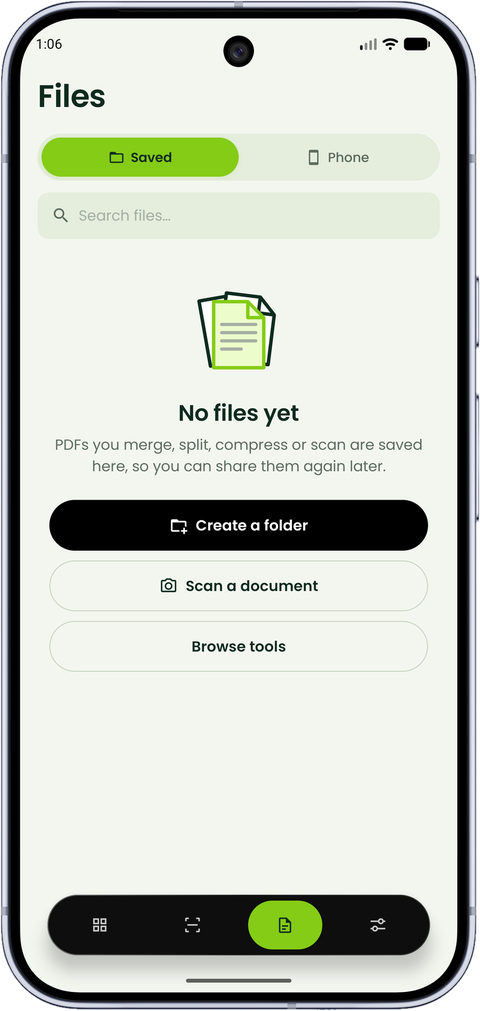 1:06
Files
Saved
Phone
Search files...
No files yet
PDFs you merge, split, compress or scan are saved
here, so you can share them again later.
Create a folder
Scan a document
Browse tools